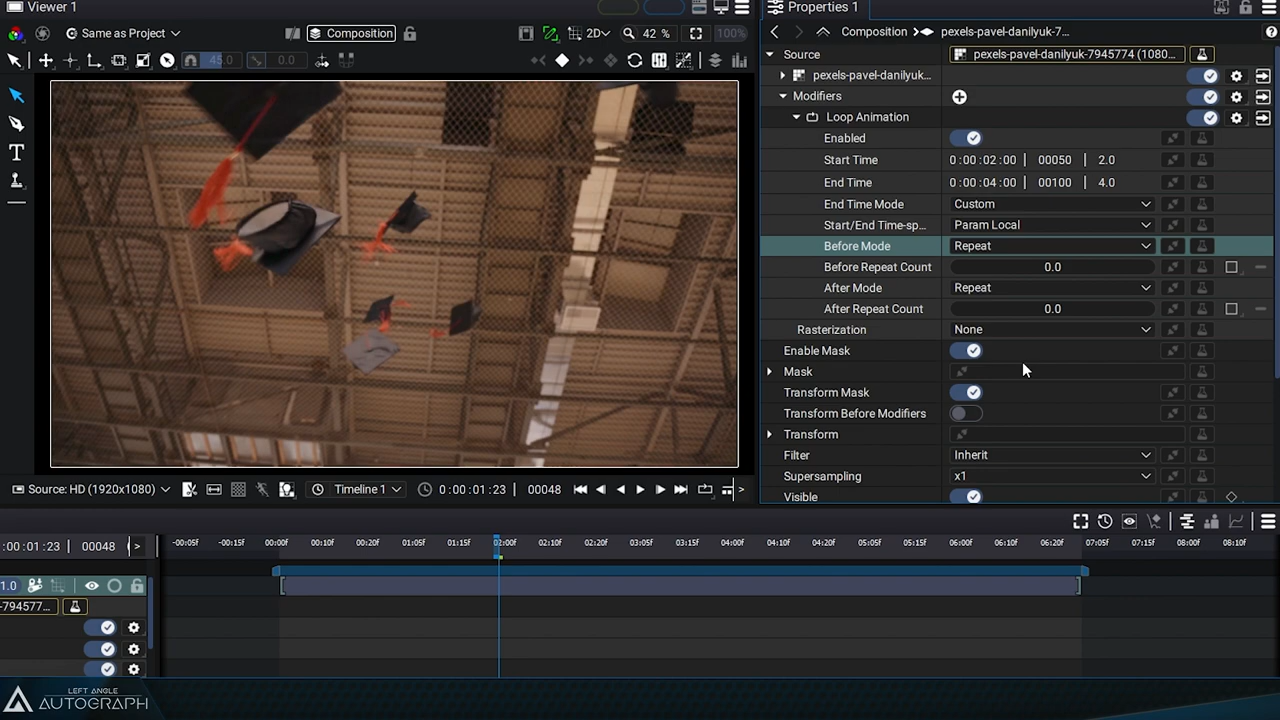 Viewer 1
Properties 1
Same as Project
Composition
2D
42 %
100%
Composition
pexels-pavel-danilyuk-7...
45.0
0.0
Source
pexels-pavel-danilyuk-7945774 (1080...
pexels-pavel-danilyuk...
Modifiers
Loop Animation
Enabled
Start Time 0:00:02:00 00050 2.0
End Time 0:00:04:00 00100 4.0
End Time Mode Custom
Start/End Time-sp... Param Local
Before Mode Repeat
Before Repeat Count 0.0
After Mode Repeat
After Repeat Count 0.0
Rasterization None
Enable Mask
Mask
Transform Mask
Transform Before Modifiers
Transform
Filter Inherit
Supersampling x1
Visible
Source: HD (1920x1080)
Timeline 1
0:00:01:23 00048
:00:01:23 00048
-00:05f -00:15f 00:00f 00:10f 00:20f 01:05f 01:15f 02:00f 02:10f 02:20f 03:05f 03:15f 04:00f 04:10f 04:20f 05:05f 05:15f 06:00f 06:10f 06:20f 07:05f 07:15f 08:00f 08:10f
1.0
-794577...
LEFT ANGLE
AUTOGRAPH